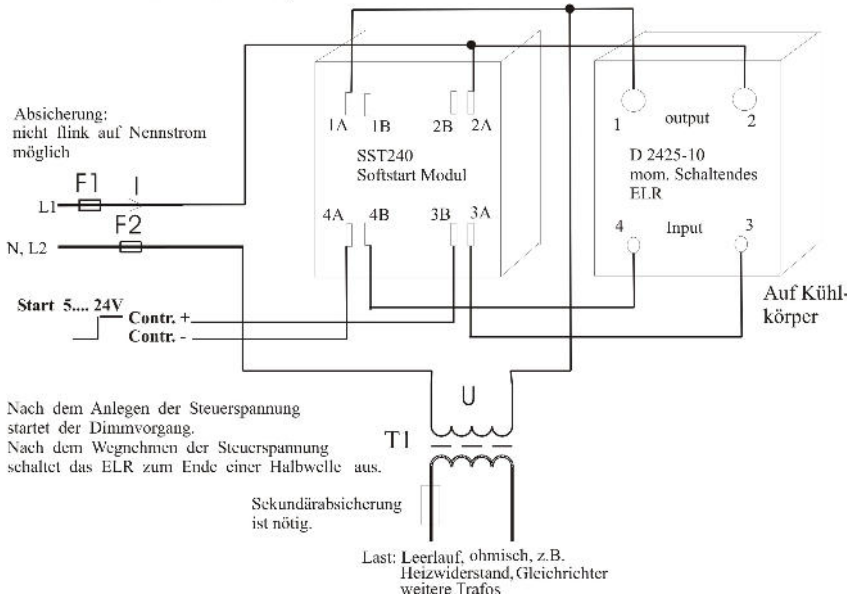 Absicherung:
nicht flink auf Nennstrom
möglich
F1
I
L1
F2
N, L2
1A
1B
2B
2A
SST240
Softstart Modul
4A
4B
3B
3A
1
output
2
D 2425-10
mom. Schaltendes
ELR
4
Input
3
Auf Kühl-
körper
Start 5.... 24V
Contr. +
Contr. -
Nach dem Anlegen der Steuerspannung
startet der Dimmvorgang.
Nach dem Wegnehmen der Steuerspannung
schaltet das ELR zum Ende einer Halbwelle aus.
U
T1
Sekundärabsicherung
ist nötig.
Last: Leerlauf, ohmisch, z.B.
Heizwiderstand, Gleichrichter
weitere Trafos